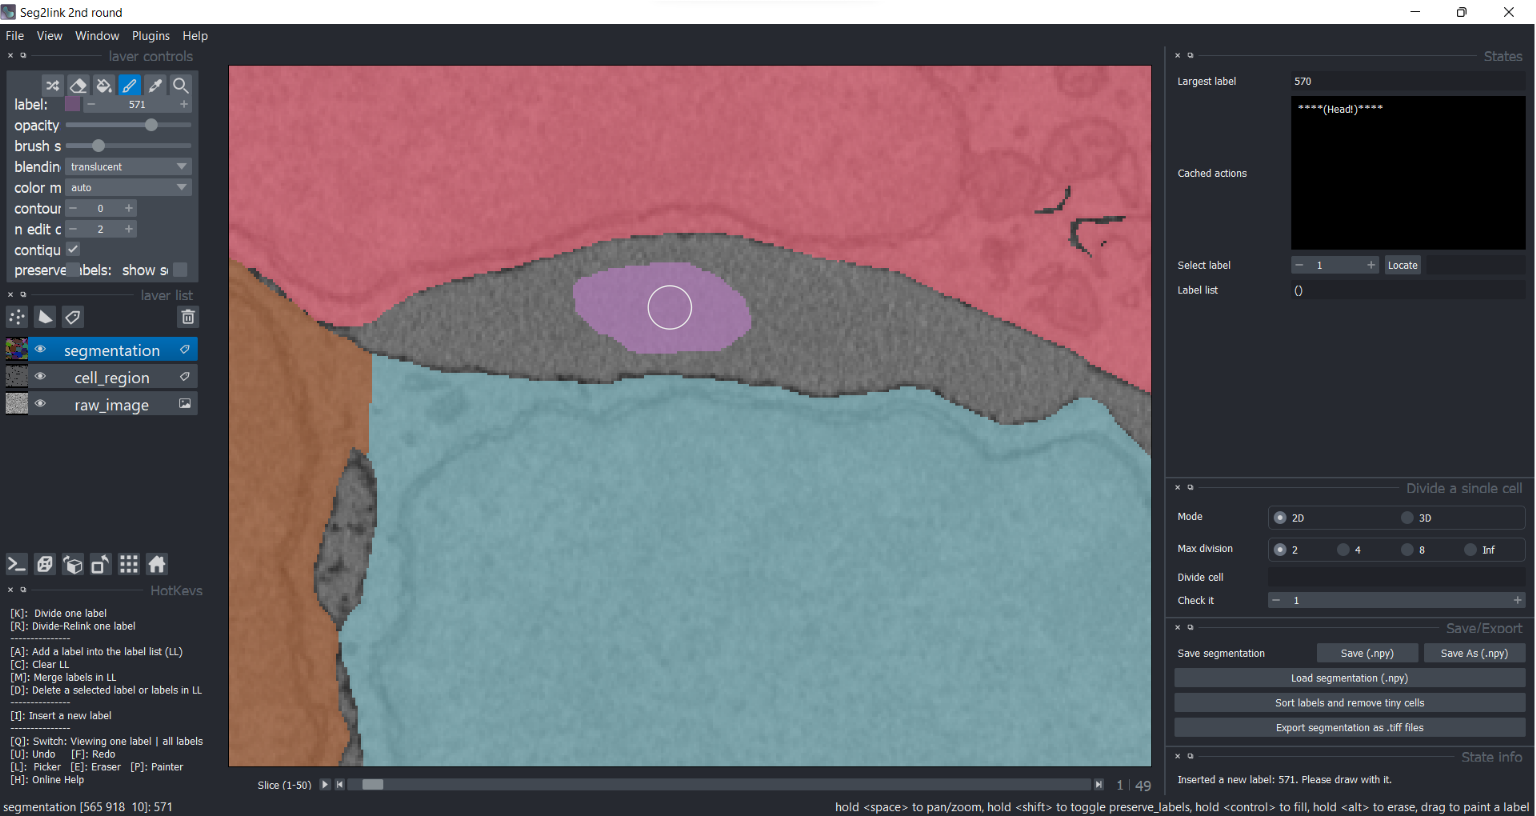 Seg2link 2nd round
File View Window Plugins Help
layer controls
label: 571
opacity
brush s
blendin translucent
color m auto
contour 0
n edit d 2
contigu
preserve abels: show s
layer list
segmentation
cell_region
raw_image
HotKeys
[K]: Divide one label
[R]: Divide-Relink one label
---------------
[A]: Add a label into the label list (LL)
[C]: Clear LL
[M]: Merge labels in LL
[D]: Delete a selected label or labels in LL
---------------
[I]: Insert a new label
---------------
[Q]: Switch: Viewing one label | all labels
[U]: Undo [F]: Redo
[L]: Picker [E]: Eraser [P]: Painter
[H]: Online Help
Slice (1-50) 1 49
States
Largest label 570
Cached actions
****(Head!)****
Select label 1 Locate
Label list ()
Divide a single cell
Mode 2D 3D
Max division 2 4 8 Inf
Divide cell
Check it 1
Save/Export
Save segmentation Save (.npy) Save As (.npy)
Load segmentation (.npy)
Sort labels and remove tiny cells
Export segmentation as .tiff files
State info
Inserted a new label: 571. Please draw with it.
segmentation [565 918 10]: 571
hold <space> to pan/zoom, hold <shift> to toggle preserve_labels, hold <control> to fill, hold <alt> to erase, drag to paint a label